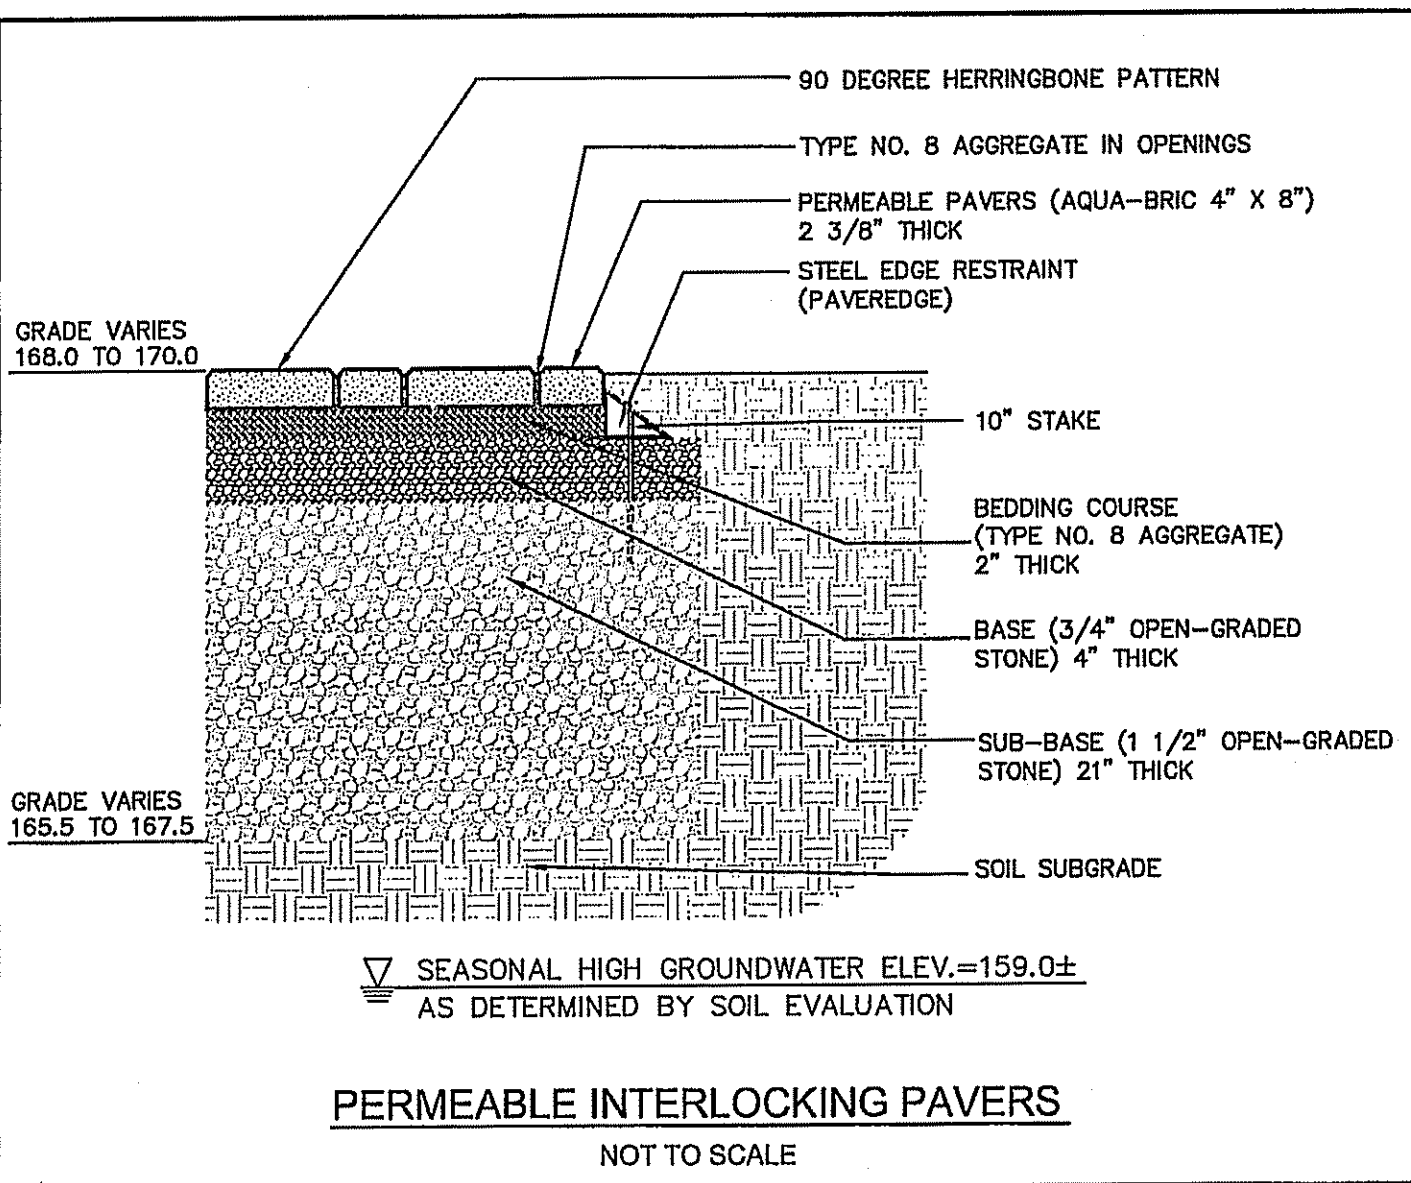 90 DEGREE HERRINGBONE PATTERN
TYPE NO. 8 AGGREGATE IN OPENINGS
PERMEABLE PAVERS (AQUA-BRIC 4" X 8")
2 3/8" THICK
STEEL EDGE RESTRAINT
(PAVEREDGE)
GRADE VARIES
168.0 TO 170.0
10" STAKE
BEDDING COURSE
(TYPE NO. 8 AGGREGATE)
2" THICK
BASE (3/4" OPEN-GRADED
STONE) 4" THICK
SUB-BASE (1 1/2" OPEN-GRADED
STONE) 21" THICK
GRADE VARIES
165.5 TO 167.5
SOIL SUBGRADE
SEASONAL HIGH GROUNDWATER ELEV.=159.0±
AS DETERMINED BY SOIL EVALUATION
PERMEABLE INTERLOCKING PAVERS
NOT TO SCALE